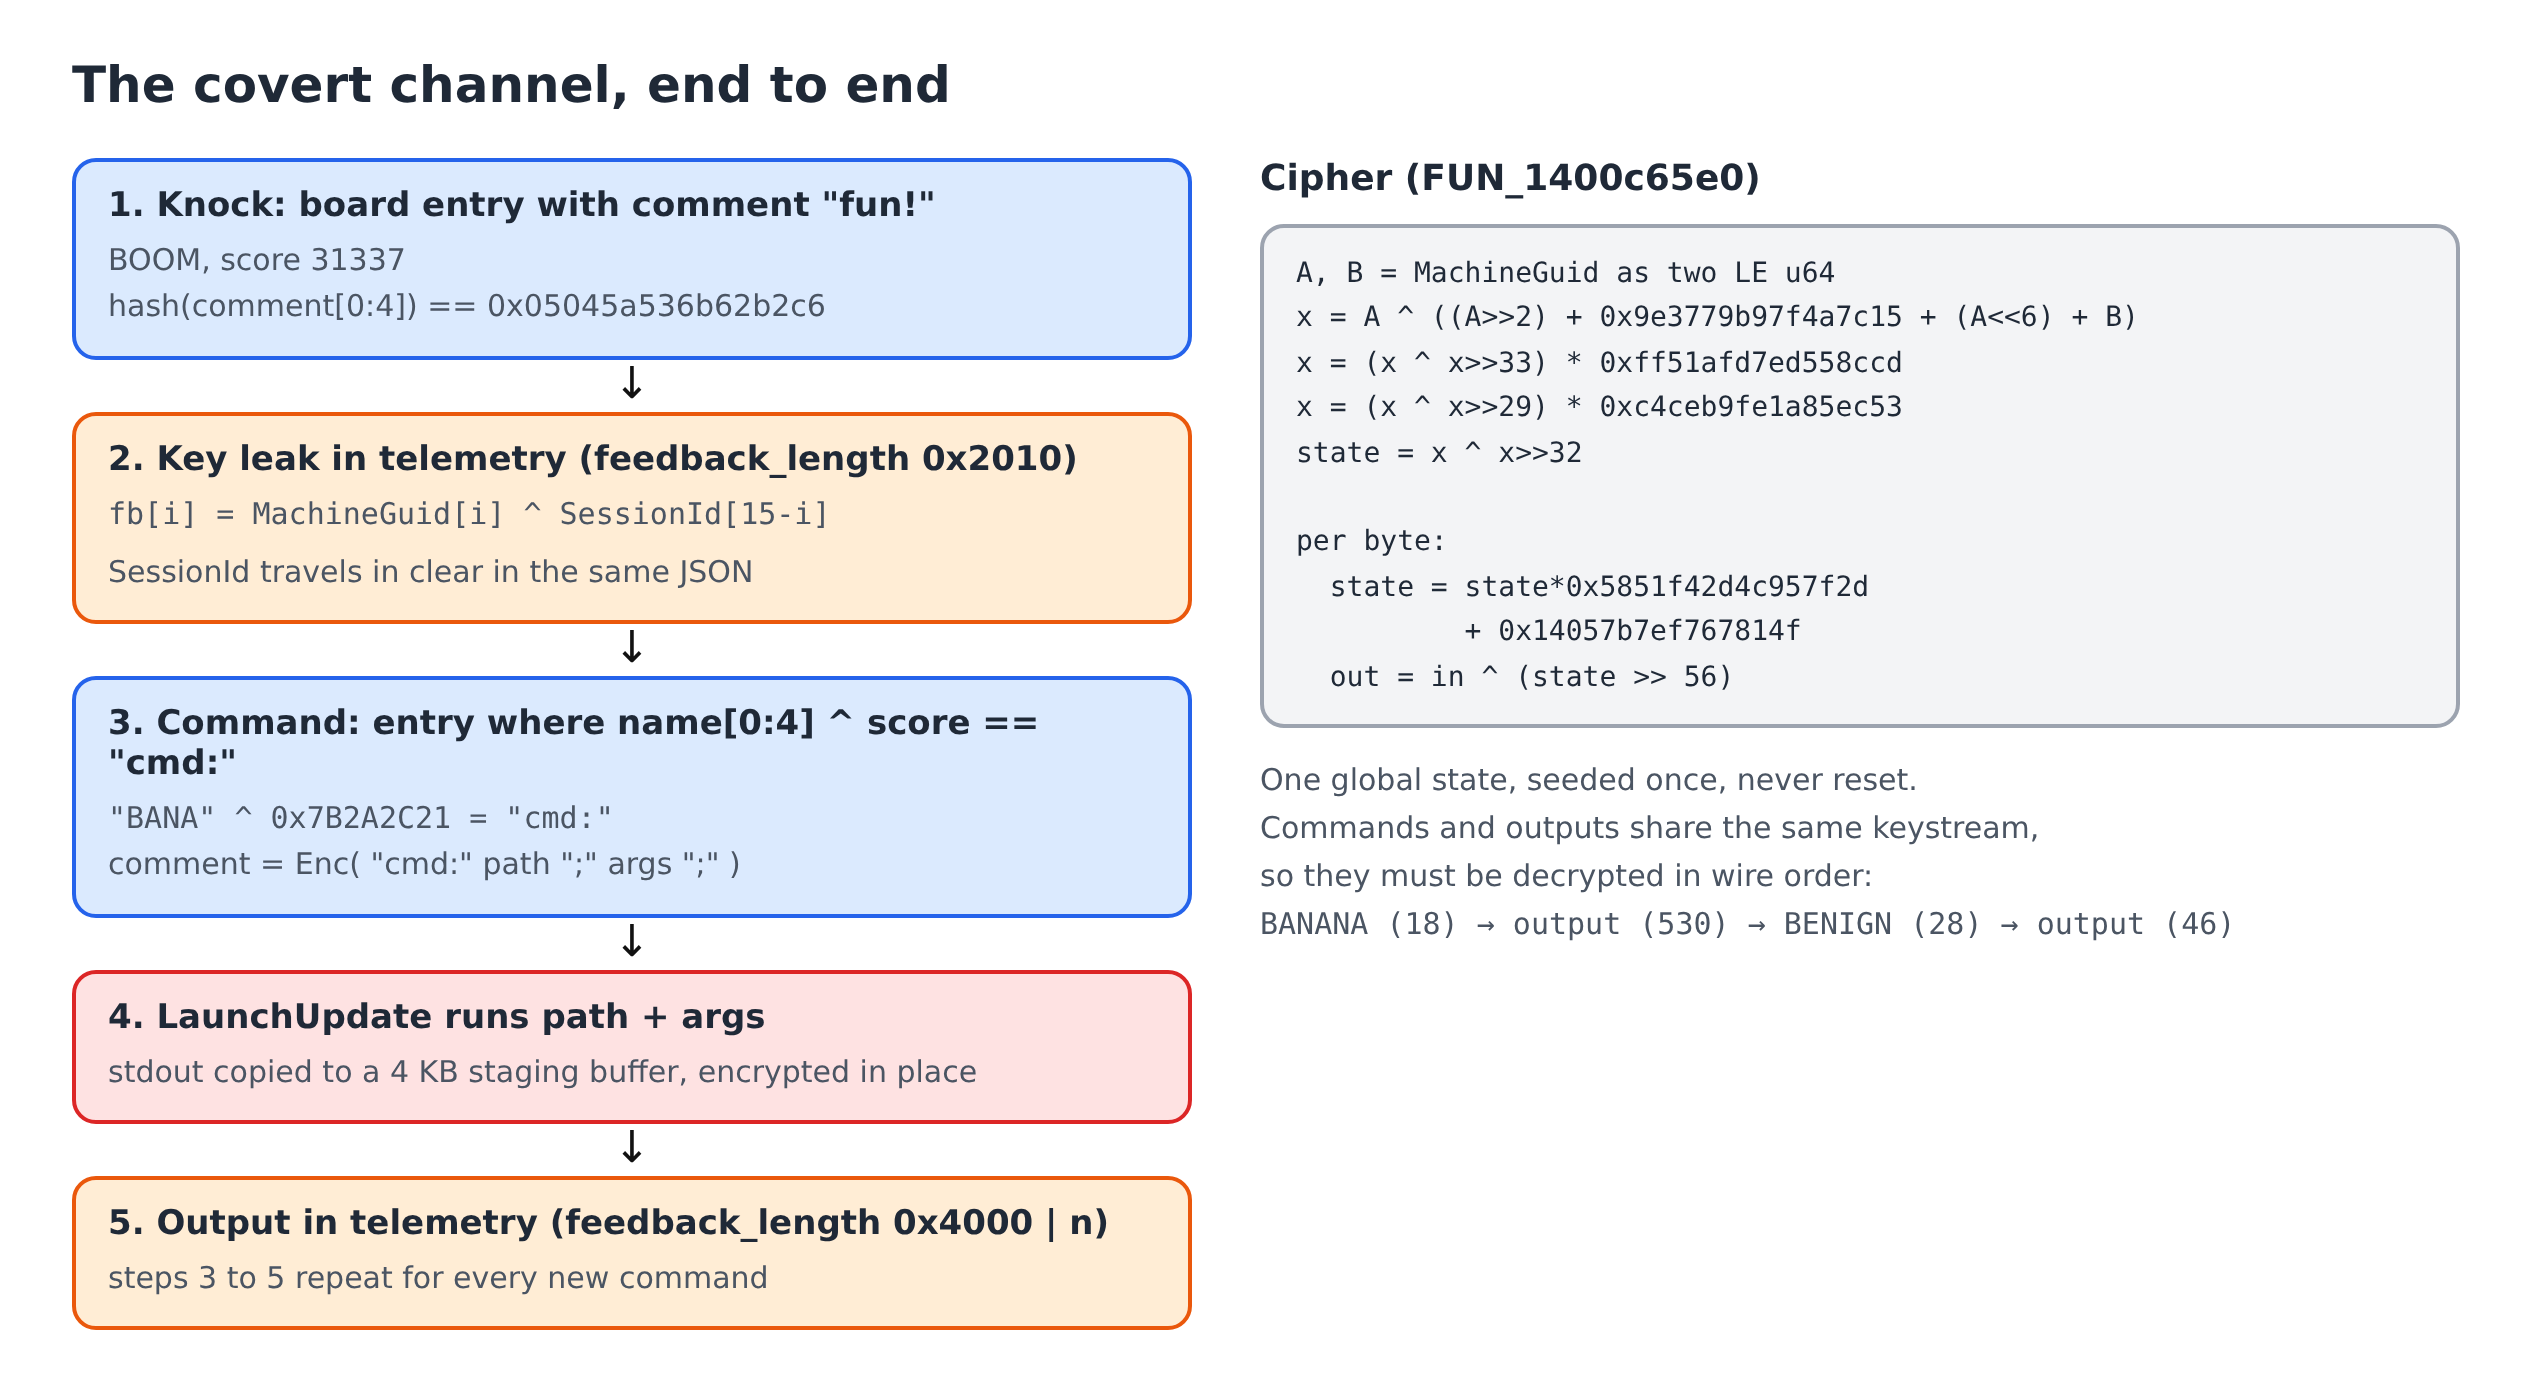 The covert channel, end to end
1. Knock: board entry with comment "fun!"
BOOM, score 31337
hash(comment[0:4]) == 0x05045a536b62b2c6
↓
2. Key leak in telemetry (feedback_length 0x2010)
fb[i] = MachineGuid[i] ^ SessionId[15-i]
SessionId travels in clear in the same JSON
↓
3. Command: entry where name[0:4] ^ score ==
"cmd:"
"BANA" ^ 0x7B2A2C21 = "cmd:"
comment = Enc( "cmd:" path ";" args ";" )
↓
4. LaunchUpdate runs path + args
stdout copied to a 4 KB staging buffer, encrypted in place
↓
5. Output in telemetry (feedback_length 0x4000 | n)
steps 3 to 5 repeat for every new command
Cipher (FUN_1400c65e0)
A, B = MachineGuid as two LE u64
x = A ^ ((A>>2) + 0x9e3779b97f4a7c15 + (A<<6) + B)
x = (x ^ x>>33) * 0xff51afd7ed558ccd
x = (x ^ x>>29) * 0xc4ceb9fe1a85ec53
state = x ^ x>>32
per byte:
state = state*0x5851f42d4c957f2d
+ 0x14057b7ef767814f
out = in ^ (state >> 56)
One global state, seeded once, never reset.
Commands and outputs share the same keystream,
so they must be decrypted in wire order:
BANANA (18) → output (530) → BENIGN (28) → output (46)